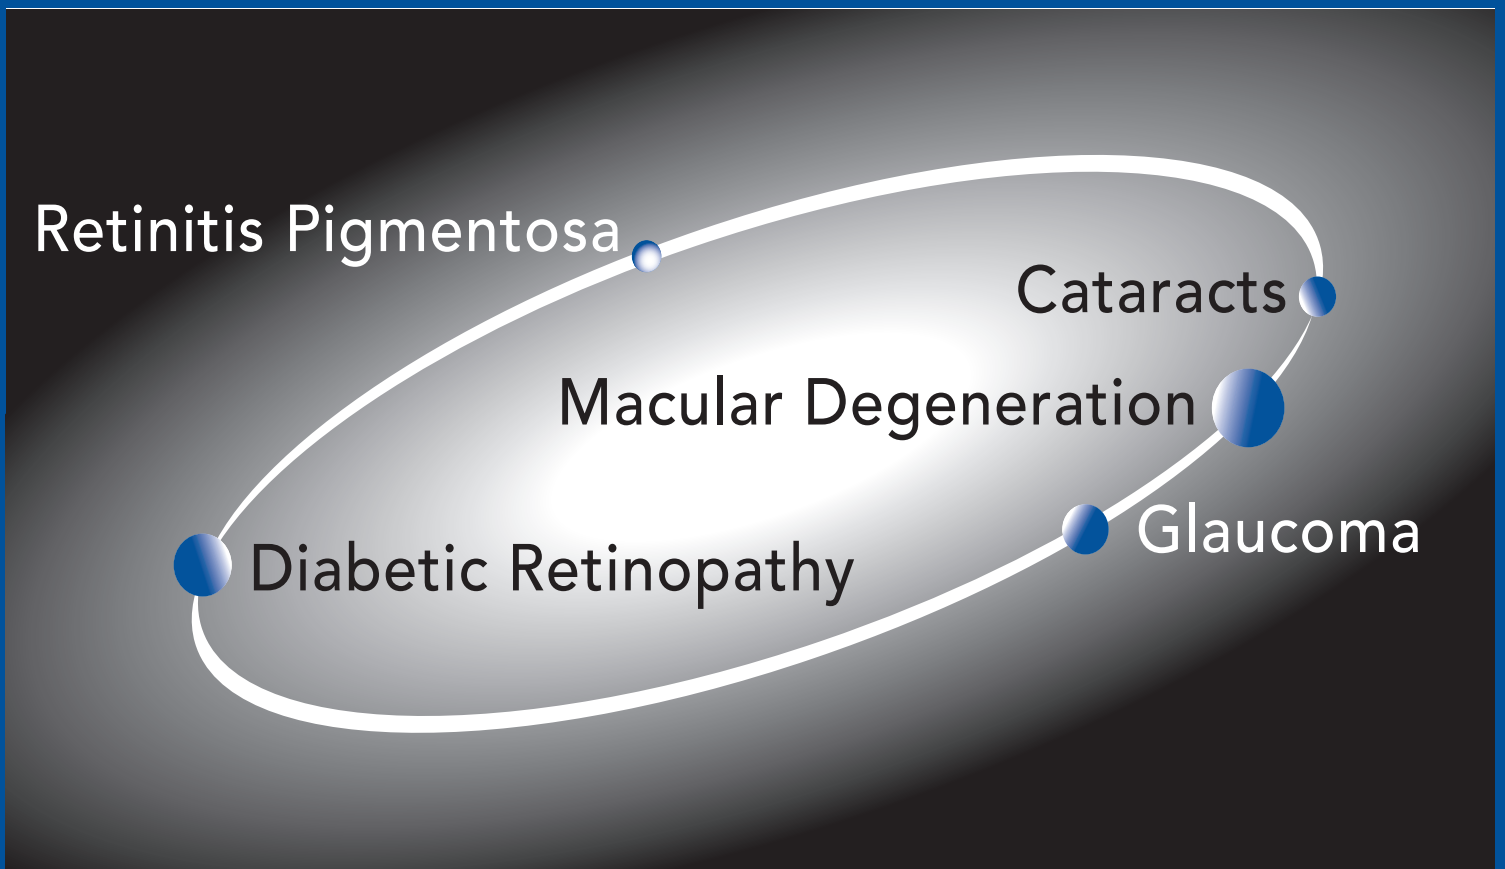 Retinitis Pigmentosa
Cataracts
Macular Degeneration
Glaucoma
Diabetic Retinopathy